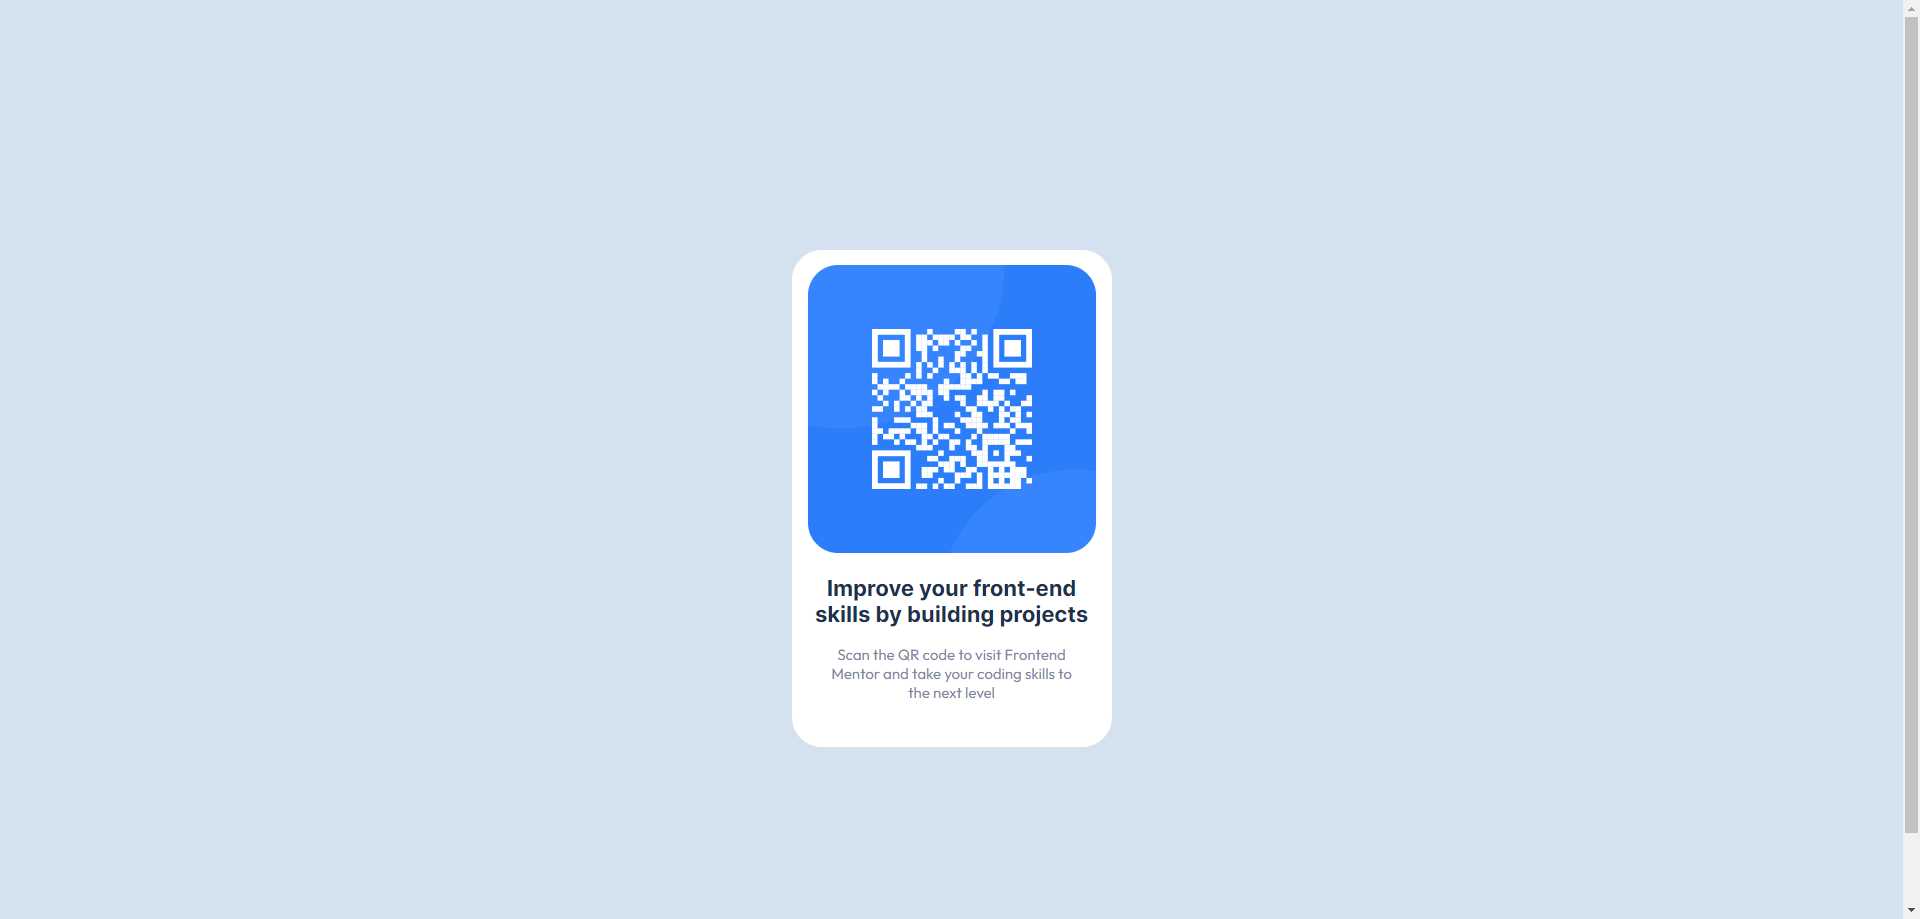 Improve your front-end
skills by building projects
Scan the QR code to visit Frontend
Mentor and take your coding skills to
the next level